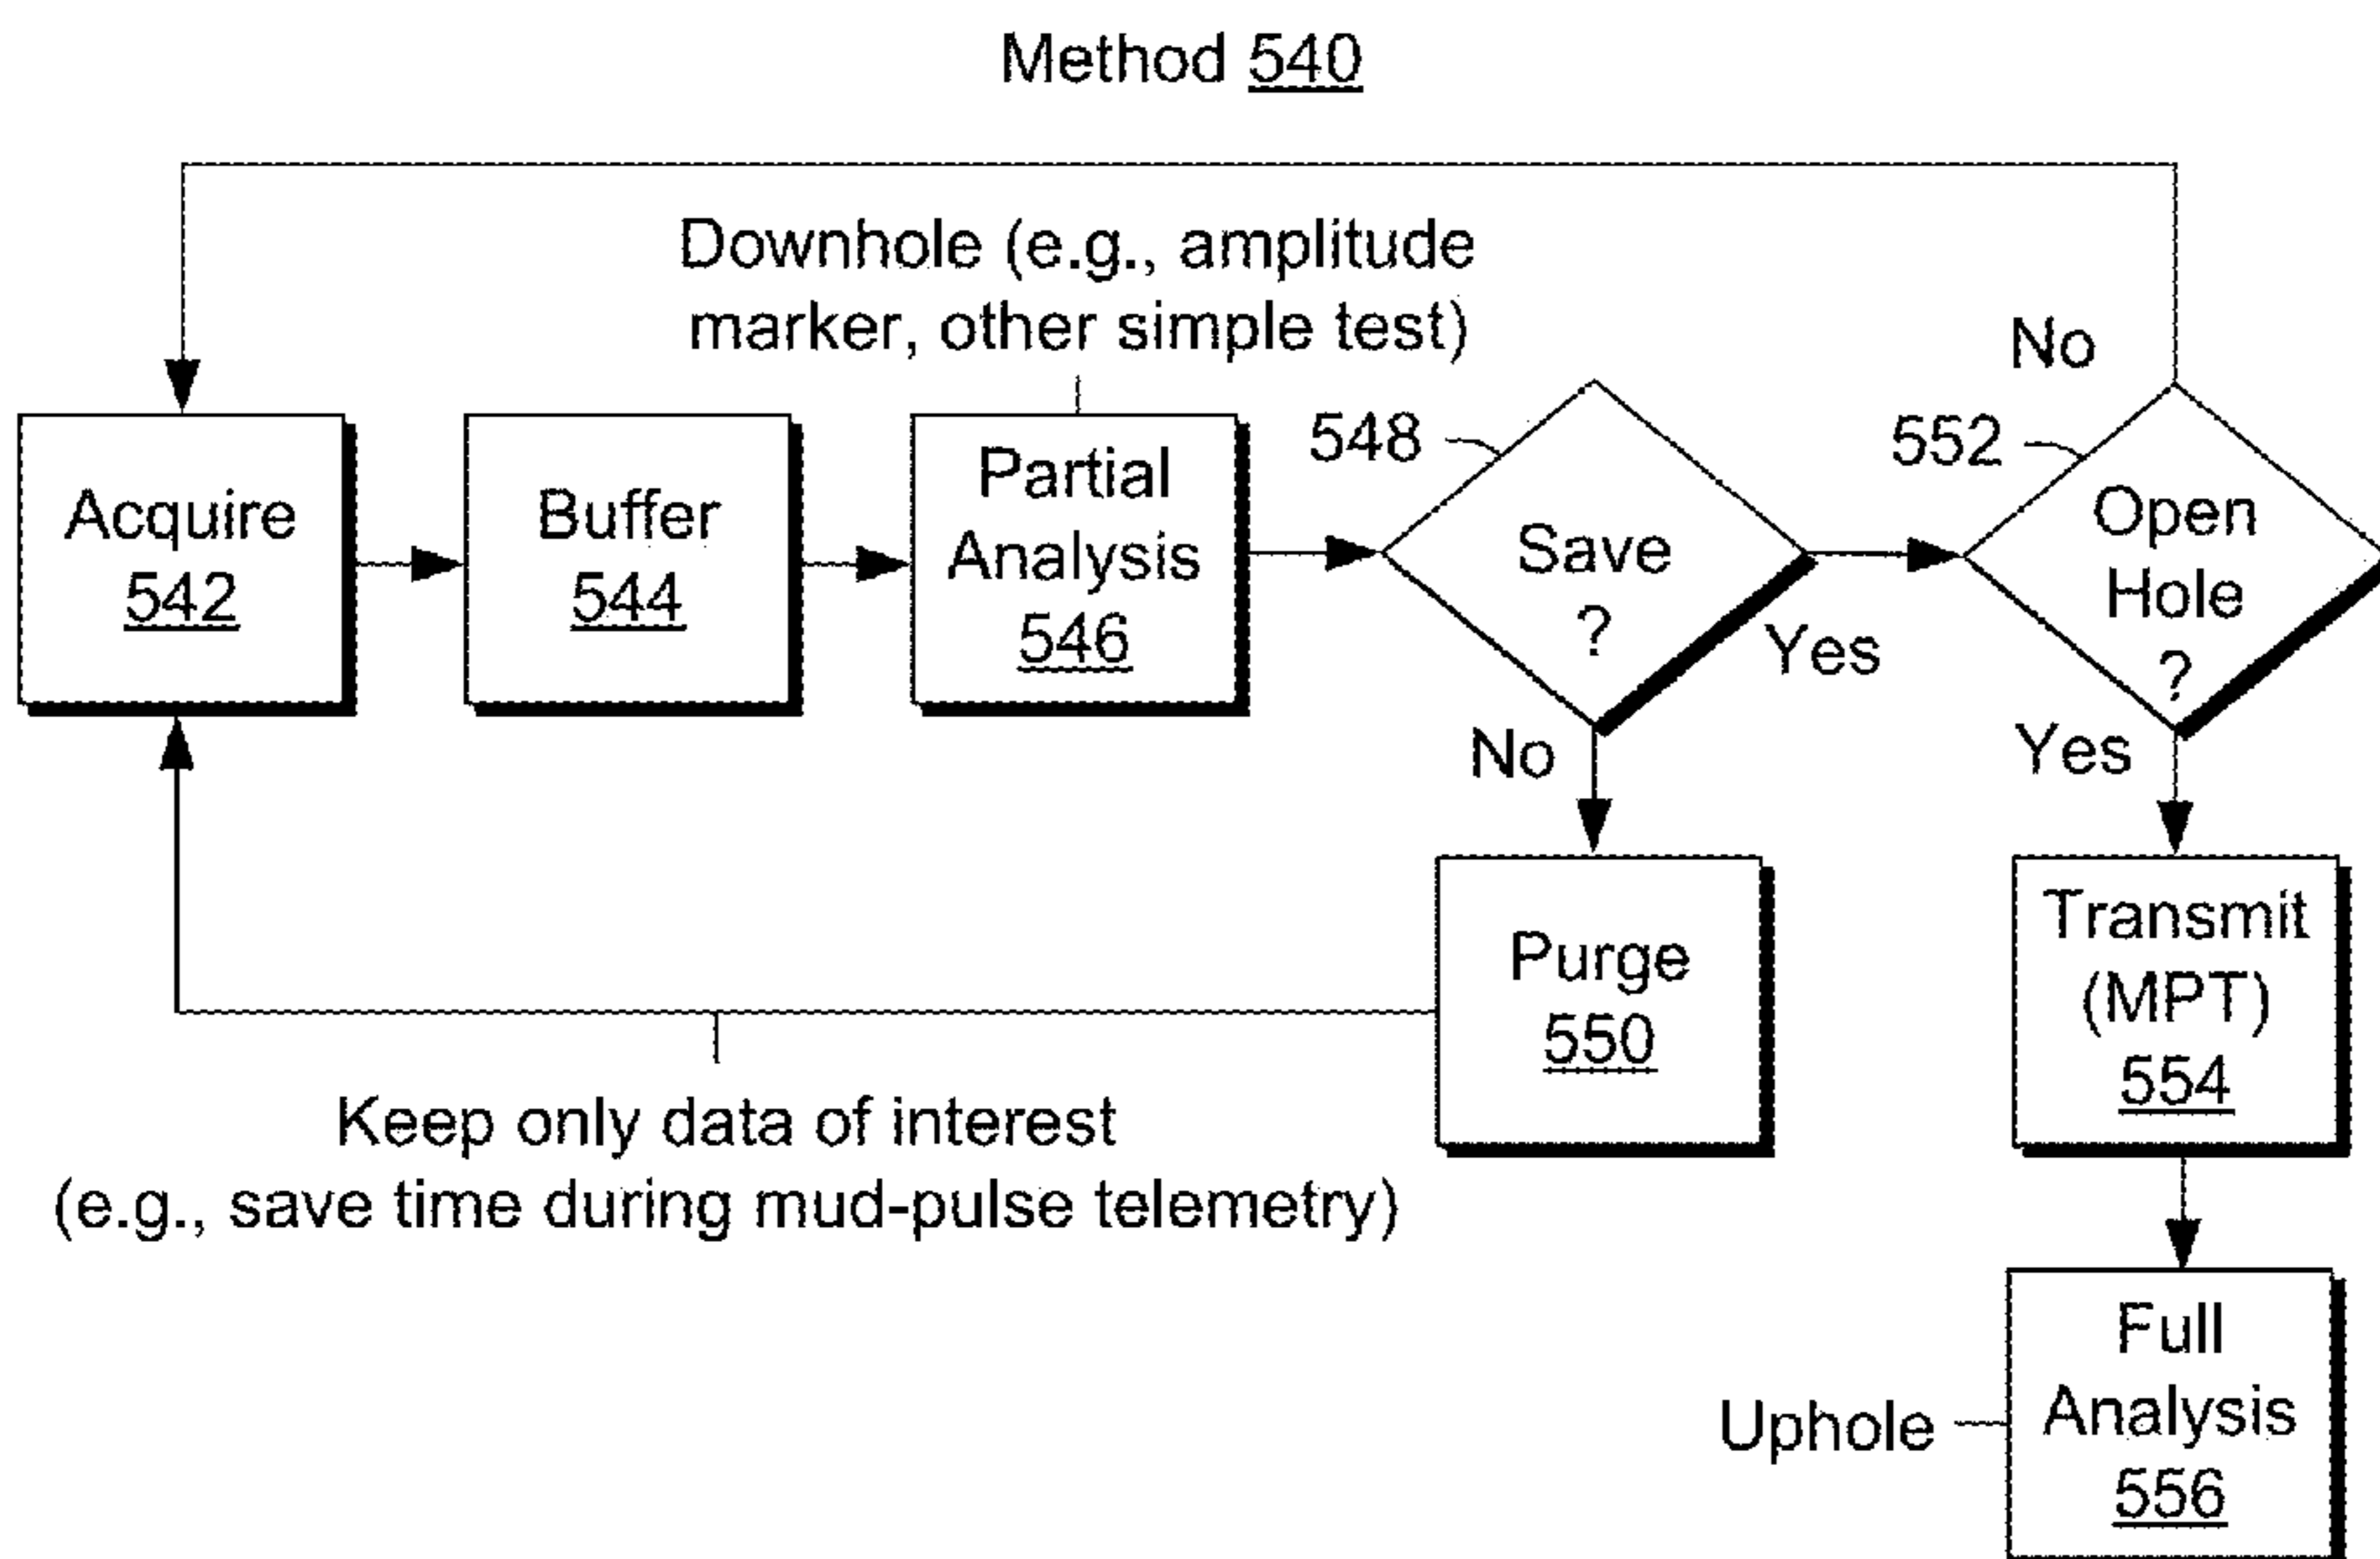 Method 540
Downhole (e.g., amplitude
marker, other simple test)
No
548
552
Acquire
542
Buffer
544
Partial
Analysis
546
Save
?
Yes
Open
Hole
?
No
Yes
Purge
550
Transmit
(MPT)
554
Keep only data of interest
(e.g., save time during mud-pulse telemetry)
Uphole
Full
Analysis
556